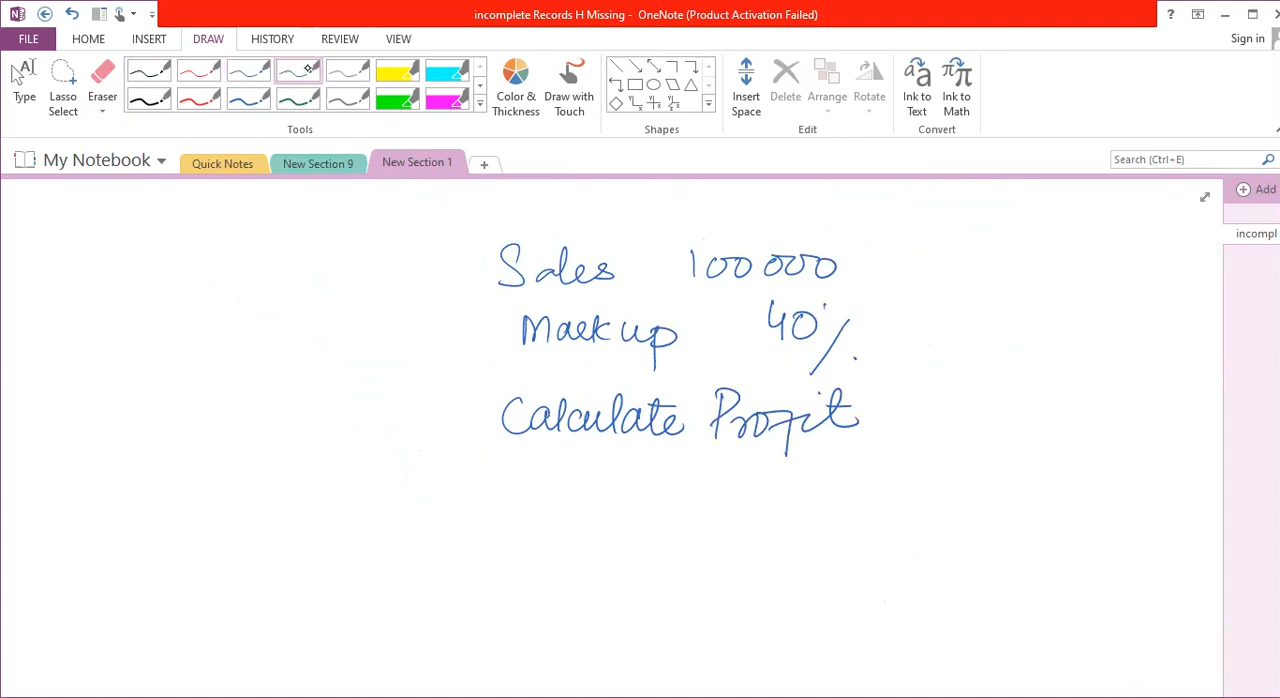 incomplete Records H Missing - OneNote (Product Activation Failed)
?
FILE HOME INSERT DRAW HISTORY REVIEW VIEW
Sign in
Type
Lasso Select
Eraser
Color & Thickness
Draw with Touch
Insert Space
Delete
Arrange
Rotate
Ink to Text
Ink to Math
Tools
Shapes
Edit
Convert
My Notebook
Quick Notes
New Section 9
New Section 1
Search (Ctrl+E)
Add
incompl
Sales 100000
Markup 40%
Calculate Profit